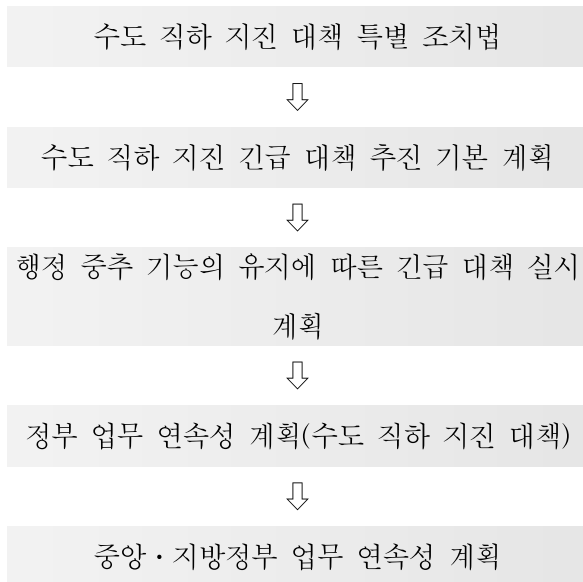 수도 직하 지진 대책 특별 조치법
⇩
수도 직하 지진 긴급 대책 추진 기본 계획
⇩
행정 중추 기능의 유지에 따른 긴급 대책 실시
계획
⇩
정부 업무 연속성 계획(수도 직하 지진 대책)
⇩
중앙・지방정부 업무 연속성 계획